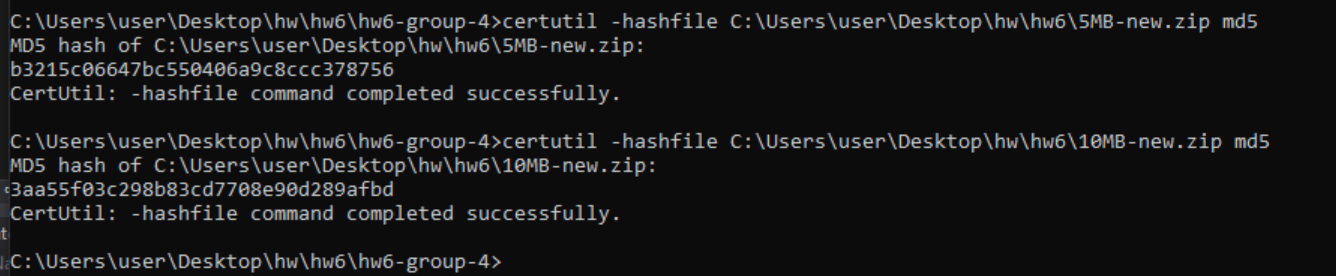 C:\Users\user\Desktop\hw\hw6\hw6-group-4>certutil -hashfile C:\Users\user\Desktop\hw\hw6\5MB-new.zip md5
MD5 hash of C:\Users\user\Desktop\hw\hw6\5MB-new.zip:
b3215c06647bc550406a9c8ccc378756
CertUtil: -hashfile command completed successfully.
C:\Users\user\Desktop\hw\hw6\hw6-group-4>certutil -hashfile C:\Users\user\Desktop\hw\hw6\10MB-new.zip md5
MD5 hash of C:\Users\user\Desktop\hw\hw6\10MB-new.zip:
3aa55f03c298b83cd7708e90d289afbd
CertUtil: -hashfile command completed successfully.
C:\Users\user\Desktop\hw\hw6\hw6-group-4>